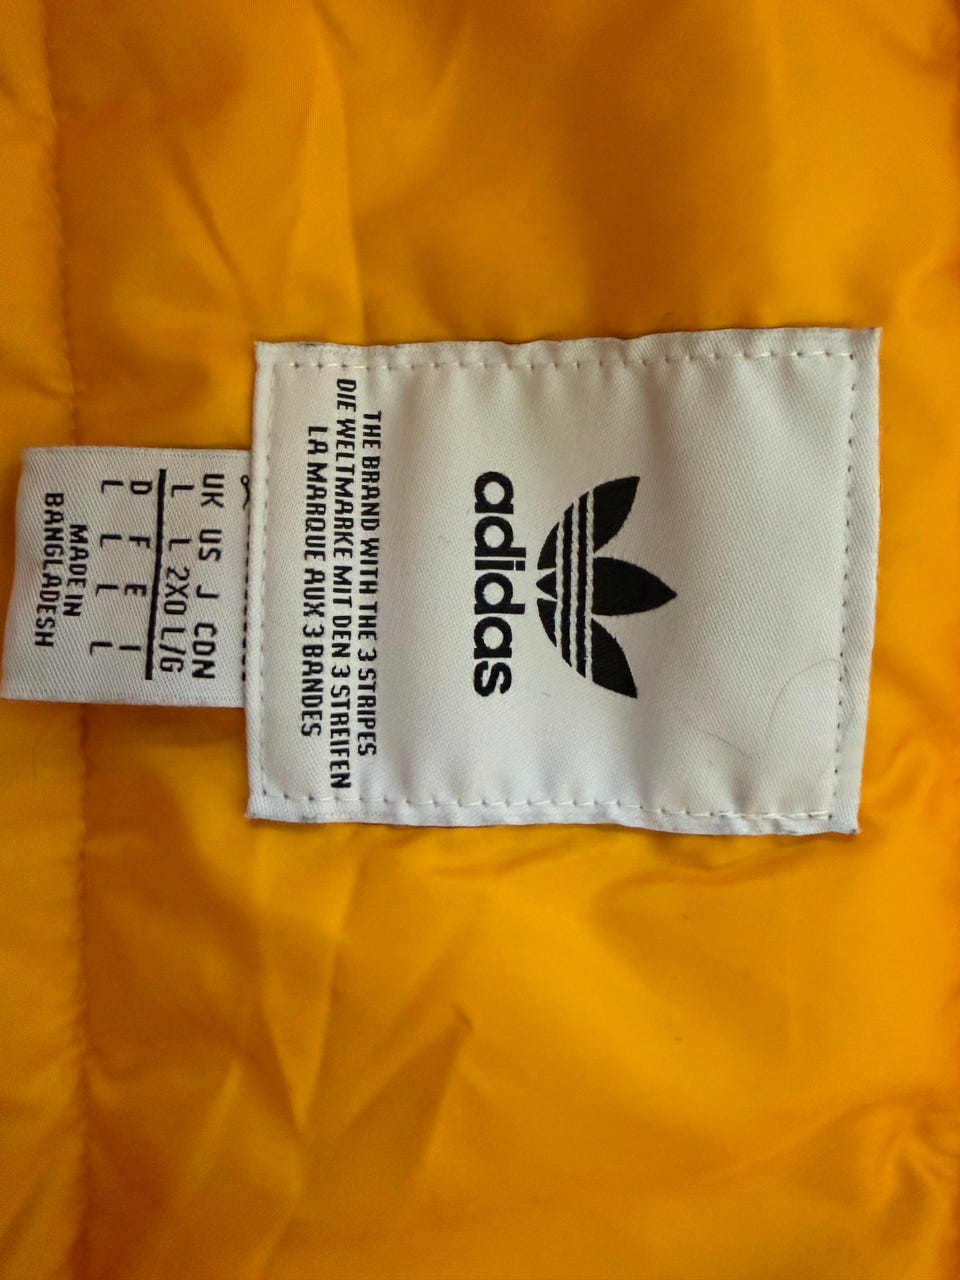 adidas
THE BRAND WITH THE 3 STRIPES
DIE WELTMARKE MIT DEN 3 STREIFEN
LA MARQUE AUX 3 BANDES
UK US J CDN
L L 2XO L/G
D F E I
L L L L
MADE IN
BANGLADESH